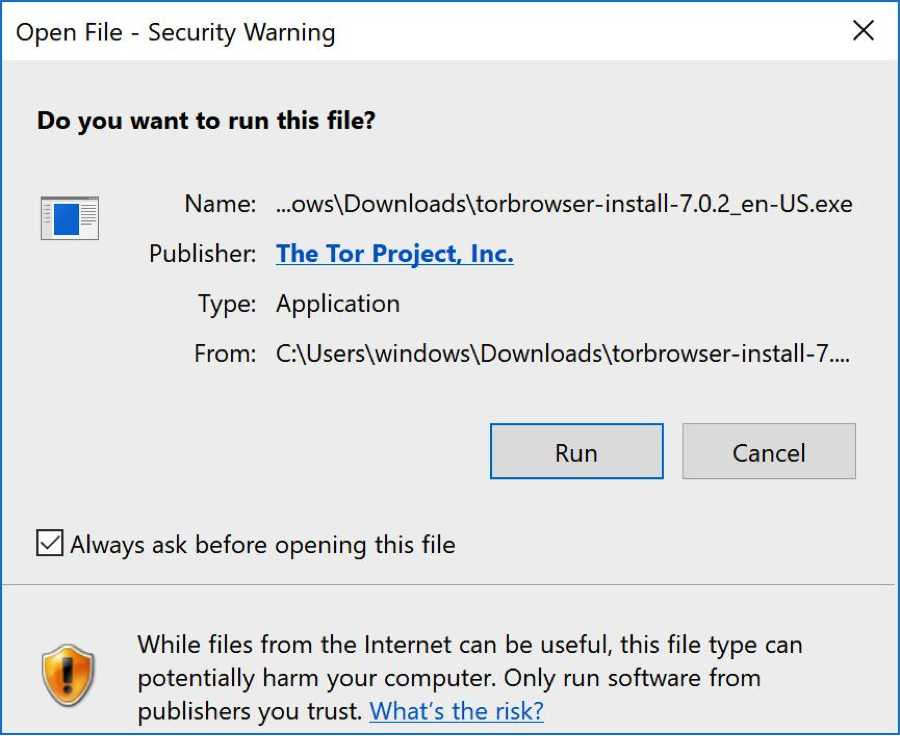 Open File - Security Warning
Do you want to run this file?
Name: ...ows\Downloads\torbrowser-install-7.0.2_en-US.exe
Publisher: The Tor Project, Inc.
Type: Application
From: C:\Users\windows\Downloads\torbrowser-install-7....
Run Cancel
Always ask before opening this file
While files from the Internet can be useful, this file type can
potentially harm your computer. Only run software from
publishers you trust. What's the risk?